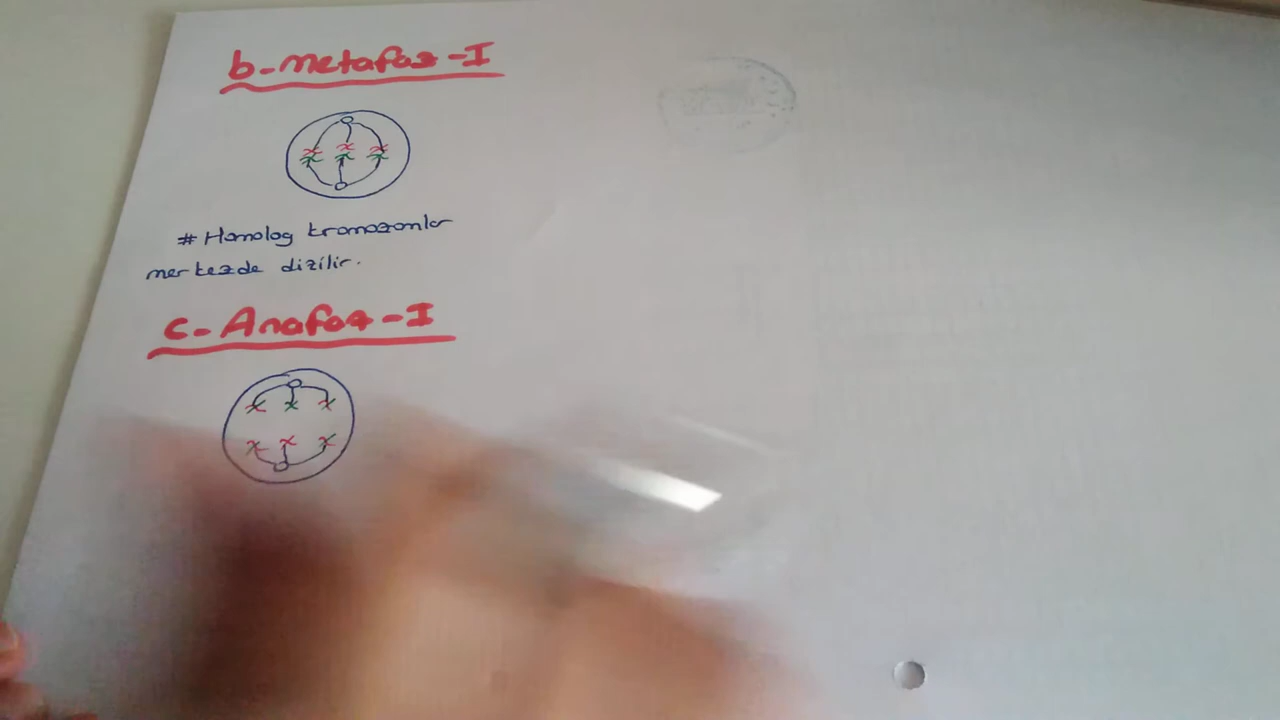 b-Metafaz-I
# Homolog kromozomlar
merkezde dizilir.
c-Anafaz-I